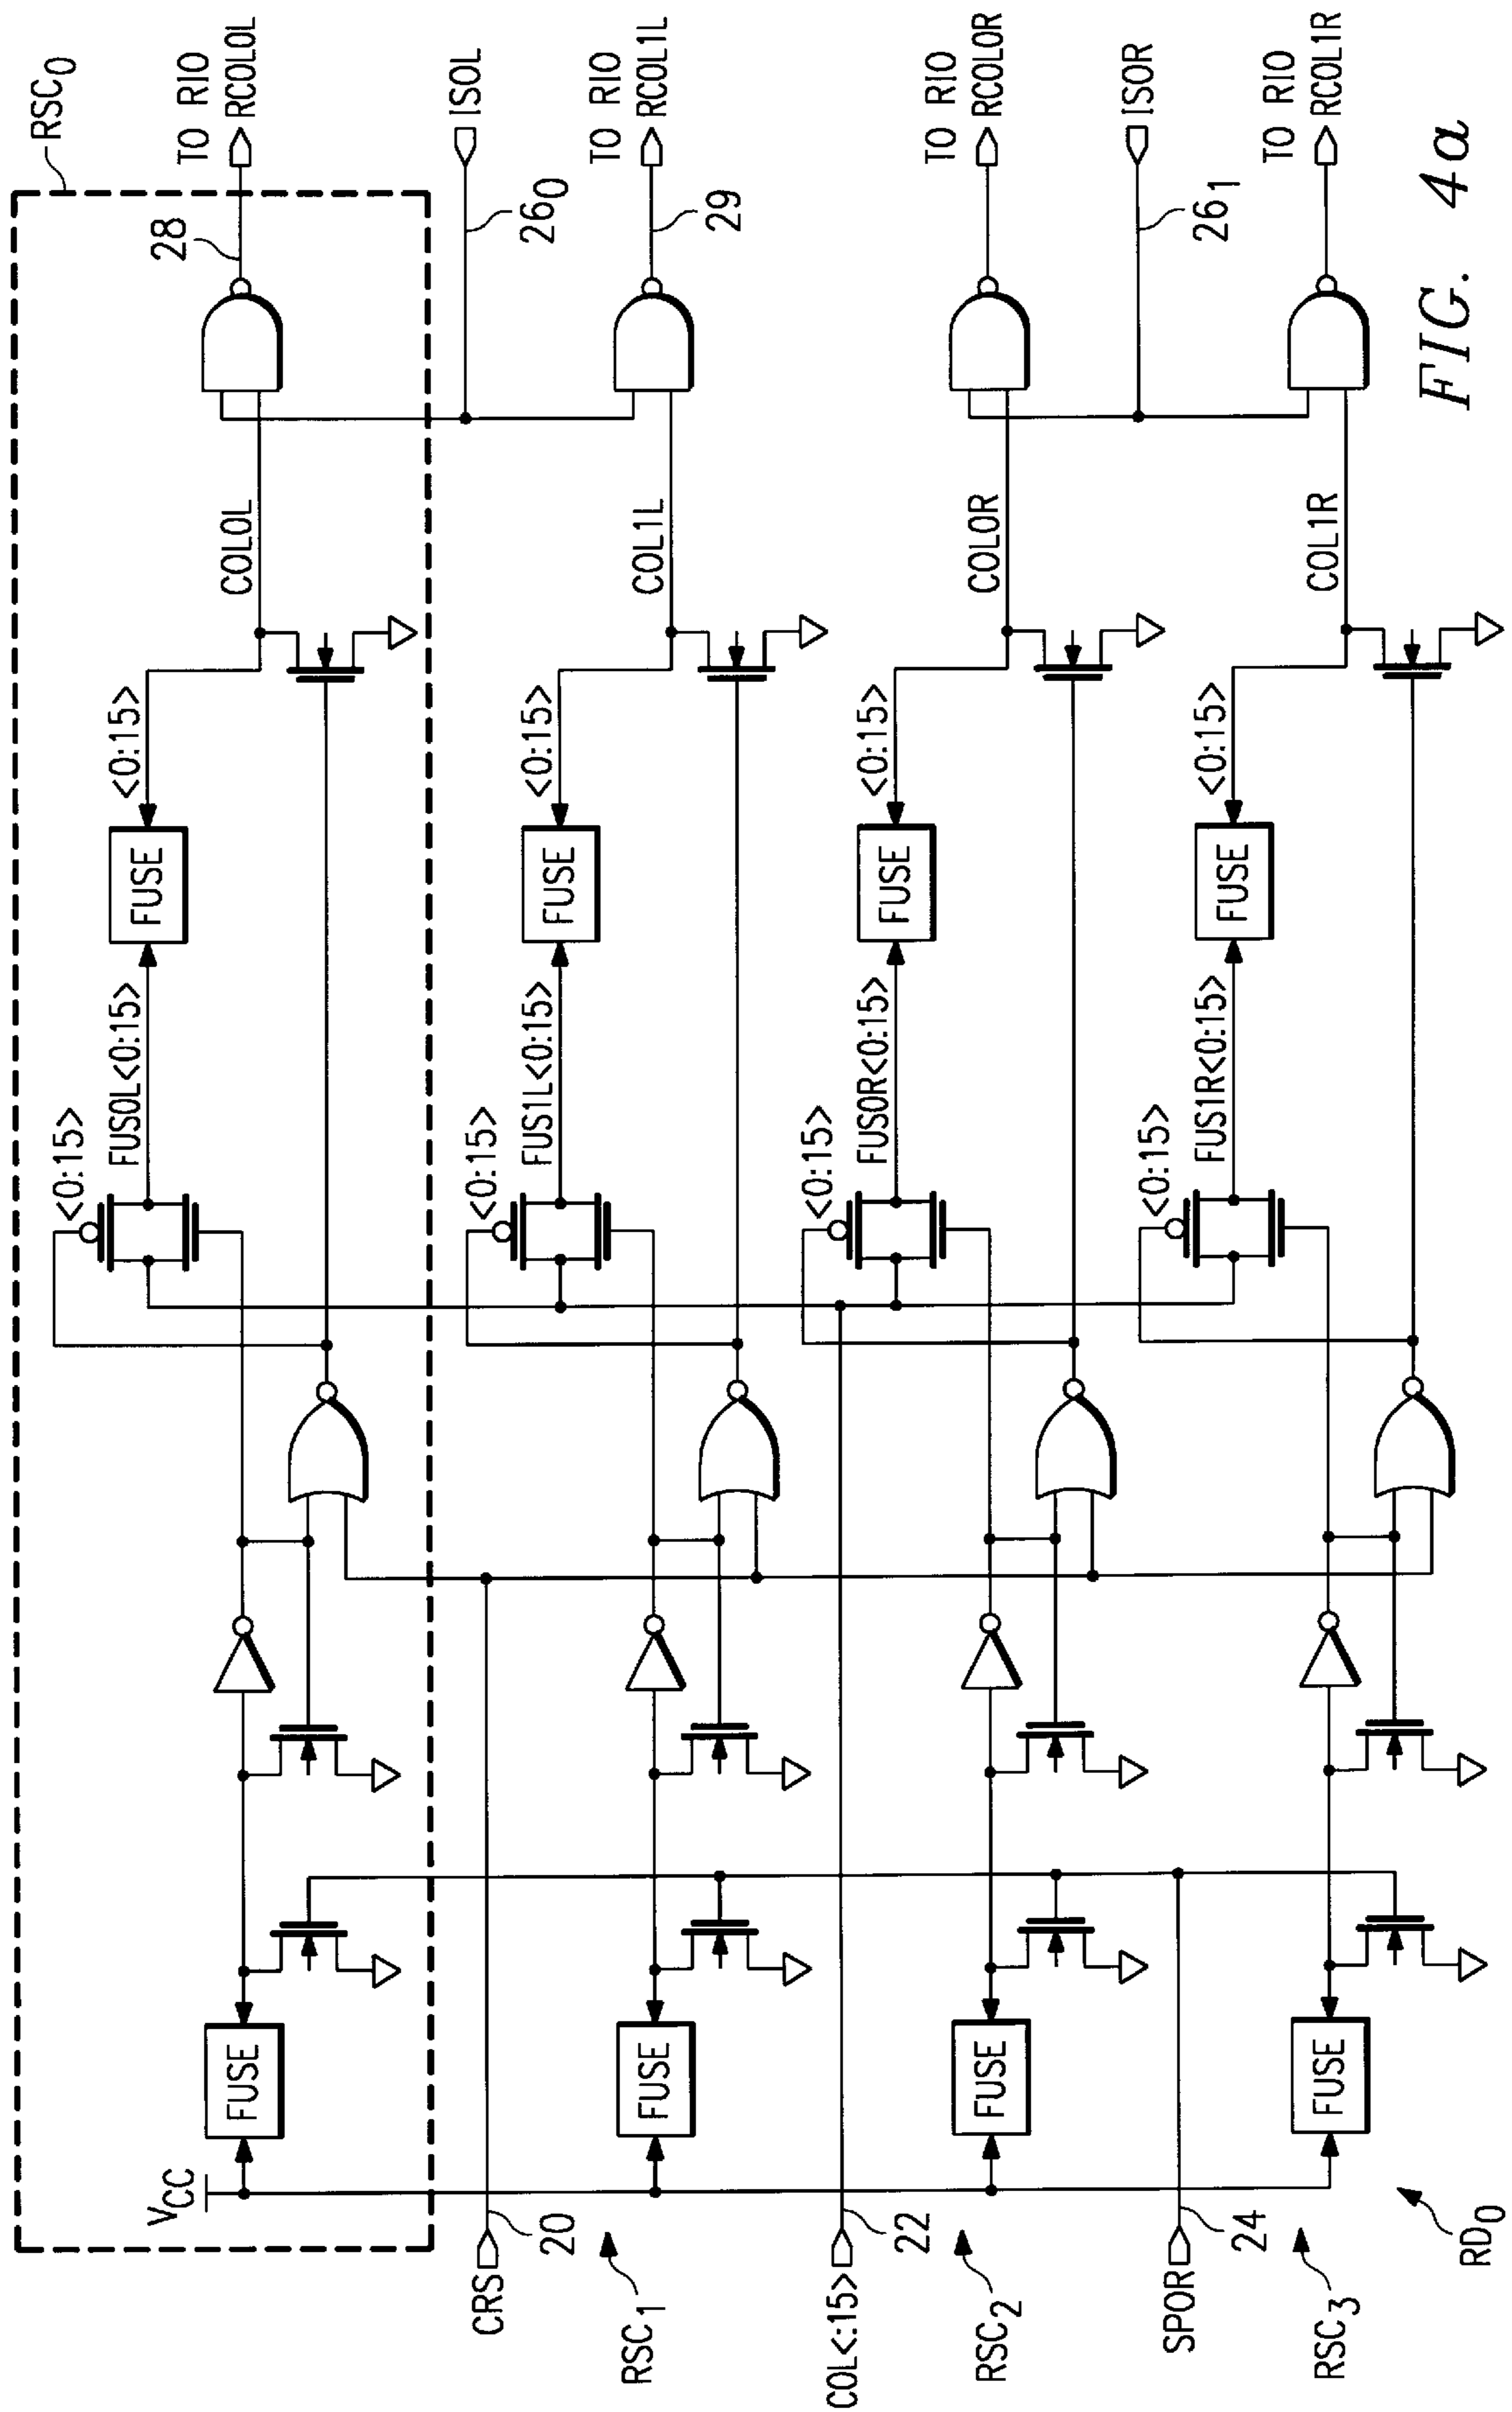 RSC0
VCC
FUSE
<0:15>
FUS0L<0:15>
FUSE
<0:15>
COL0L
28
TO RIO
RCOL0L
CRS
20
260
ISOL
RSC1
FUSE
<0:15>
FUS1L<0:15>
FUSE
<0:15>
COL1L
29
TO RIO
RCOL1L
COL<:15>
22
RSC2
FUSE
<0:15>
FUS0R<0:15>
FUSE
<0:15>
COL0R
TO RIO
RCOL0R
SPOR
24
261
ISOR
RSC3
FUSE
<0:15>
FUS1R<0:15>
FUSE
<0:15>
COL1R
TO RIO
RCOL1R
RD0
FIG. 4a